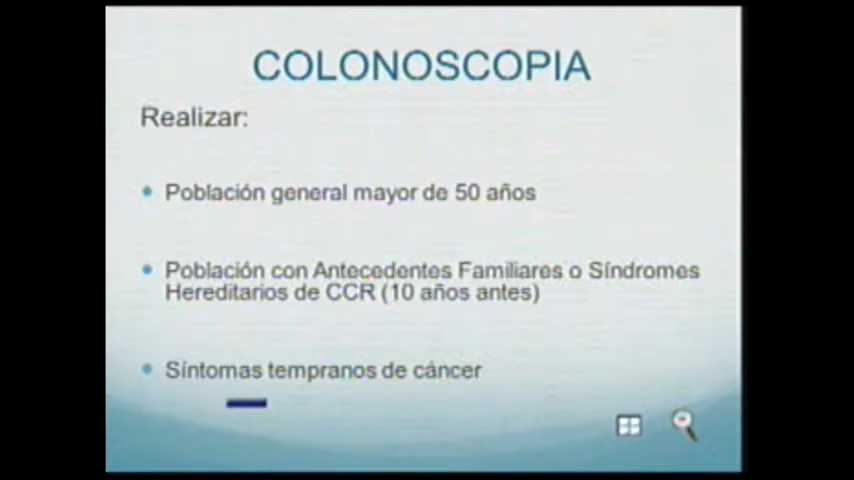 COLONOSCOPIA
Realizar:
• Población general mayor de 50 años
• Población con Antecedentes Familiares o Síndromes
Hereditarios de CCR (10 años antes)
• Síntomas tempranos de cáncer